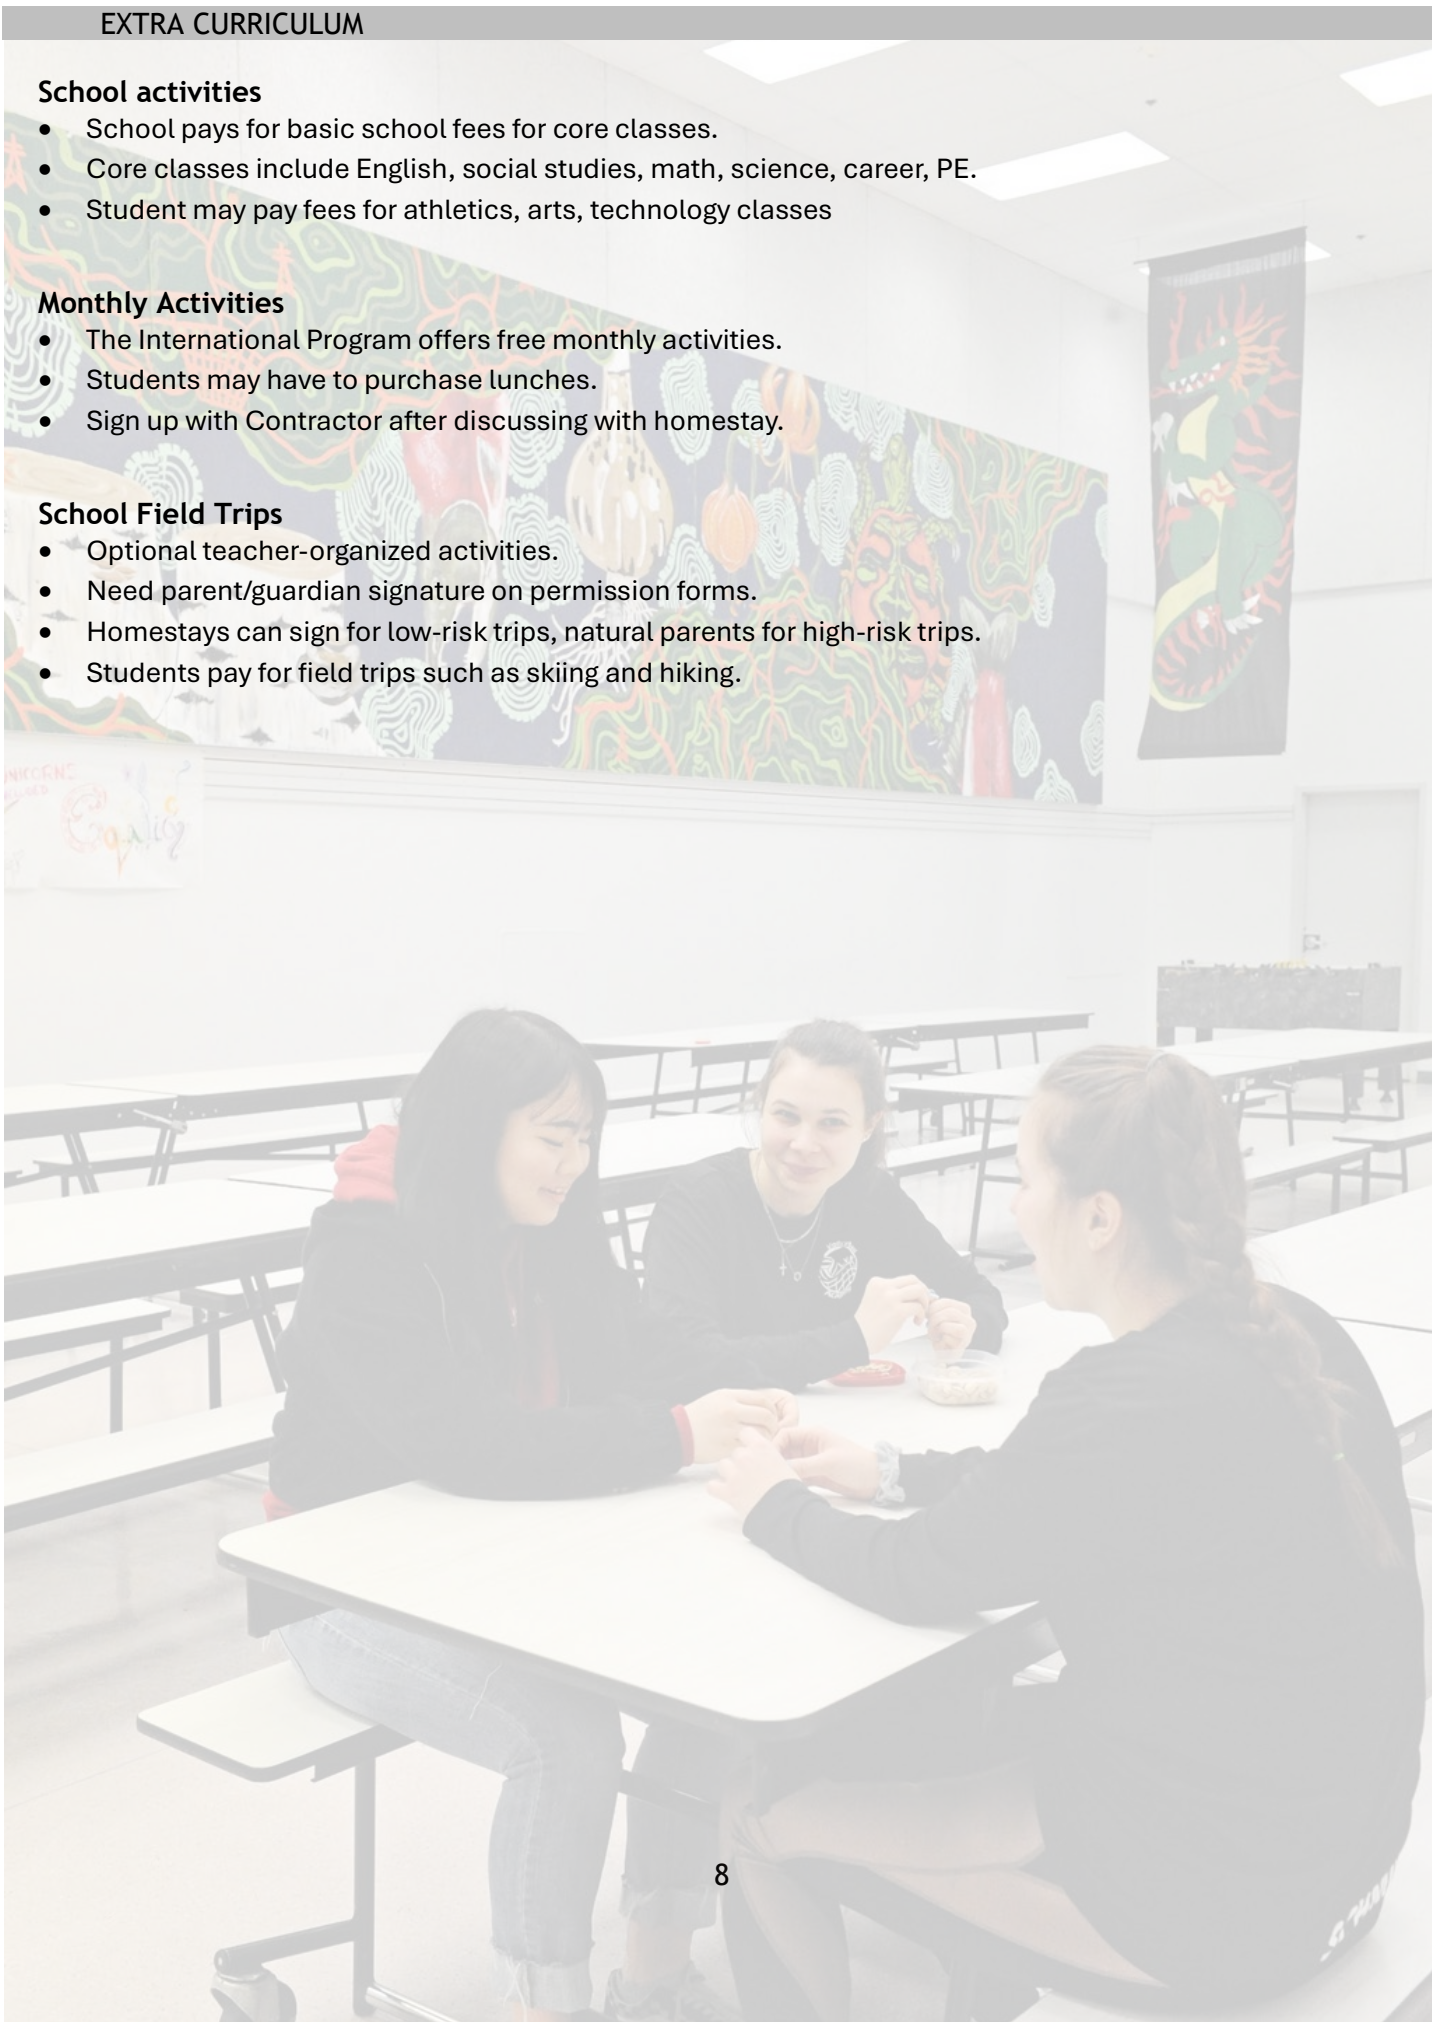 EXTRA CURRICULUM
School activities
• School pays for basic school fees for core classes.
• Core classes include English, social studies, math, science, career, PE.
• Student may pay fees for athletics, arts, technology classes
Monthly Activities
• The International Program offers free monthly activities.
• Students may have to purchase lunches.
• Sign up with Contractor after discussing with homestay.
School Field Trips
• Optional teacher-organized activities.
• Need parent/guardian signature on permission forms.
• Homestays can sign for low-risk trips, natural parents for high-risk trips.
• Students pay for field trips such as skiing and hiking.
8